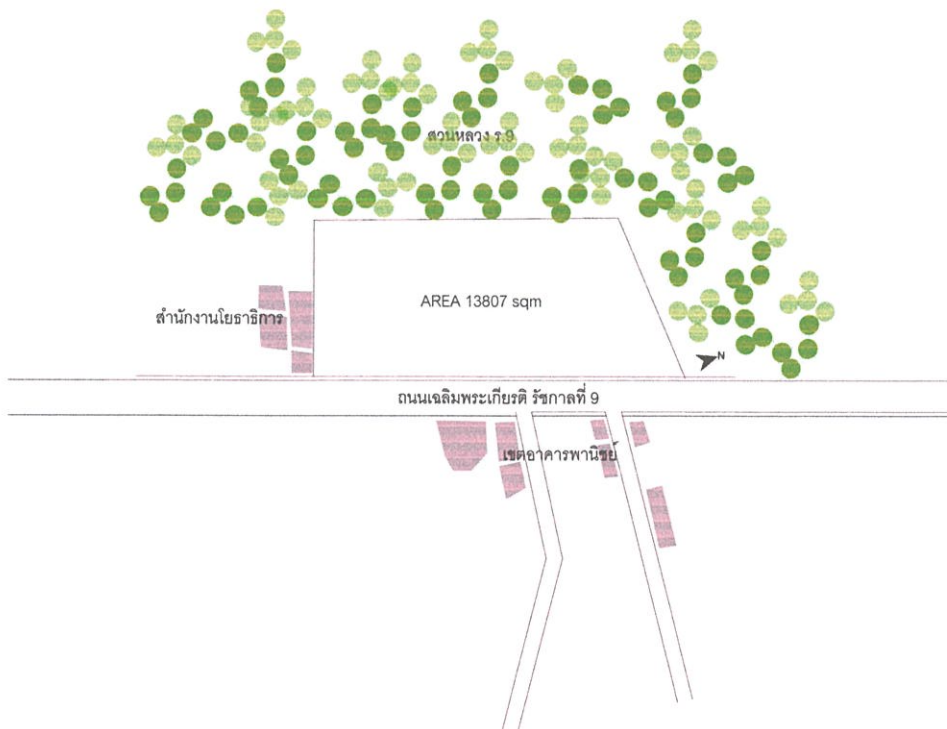 สวนหลวง ร.9
AREA 13807 sqm
สำนักงานโยธาธิการ
N
ถนนเฉลิมพระเกียรติ รัชกาลที่ 9
เขตอาคารพานิชย์